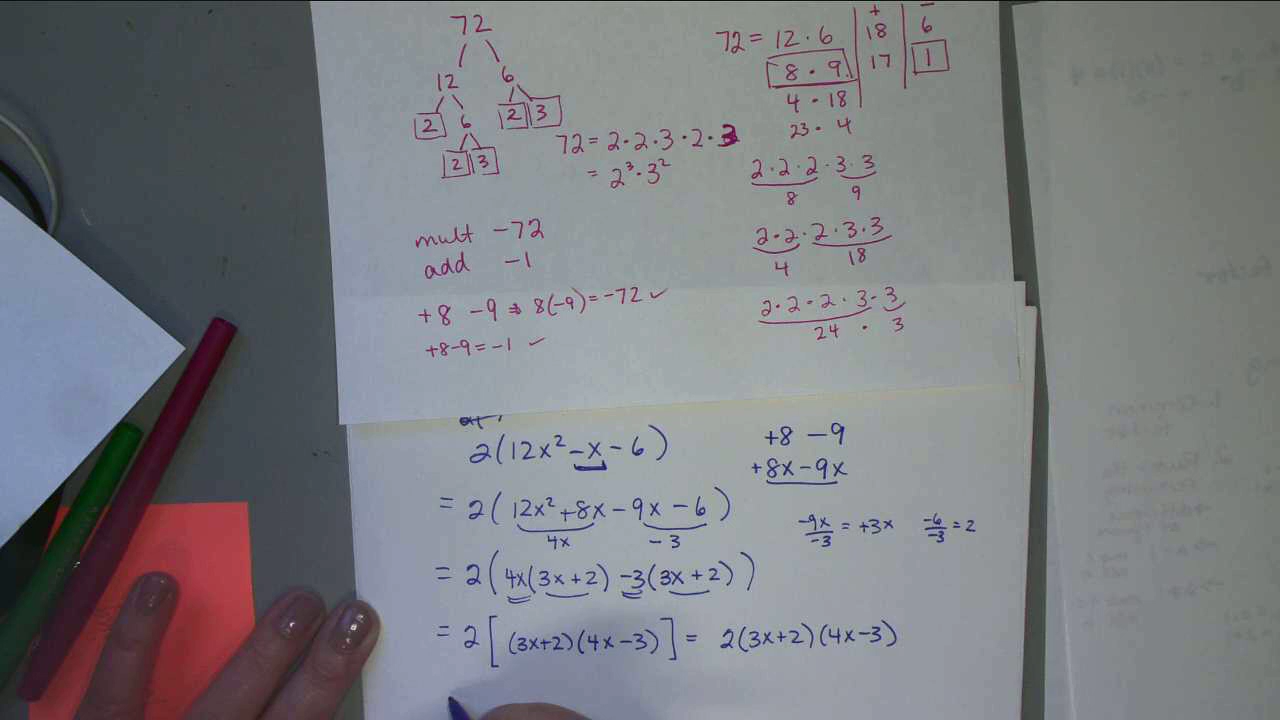 72
12 6
2 6 2 3
2 3
72 = 2·2·3·2·3
= 2³·3²
mult -72
add -1
+8 -9 ⇒ 8(-9) = -72 ✓
+8-9 = -1 ✓
+ -
72 = 12·6 18 6
8·9 17 1
4·18
23·4
2·2·2·3·3
8 9
2·2·2·3·3
4 18
2·2·2·3·3
24 · 3
2(12x² -x - 6)
= 2(12x² +8x - 9x - 6)
4x -3
= 2(4x(3x+2) -3(3x+2))
= 2[(3x+2)(4x-3)] = 2(3x+2)(4x-3)
+8 -9
+8x-9x
-9x/-3 = +3x -6/-3 = 2